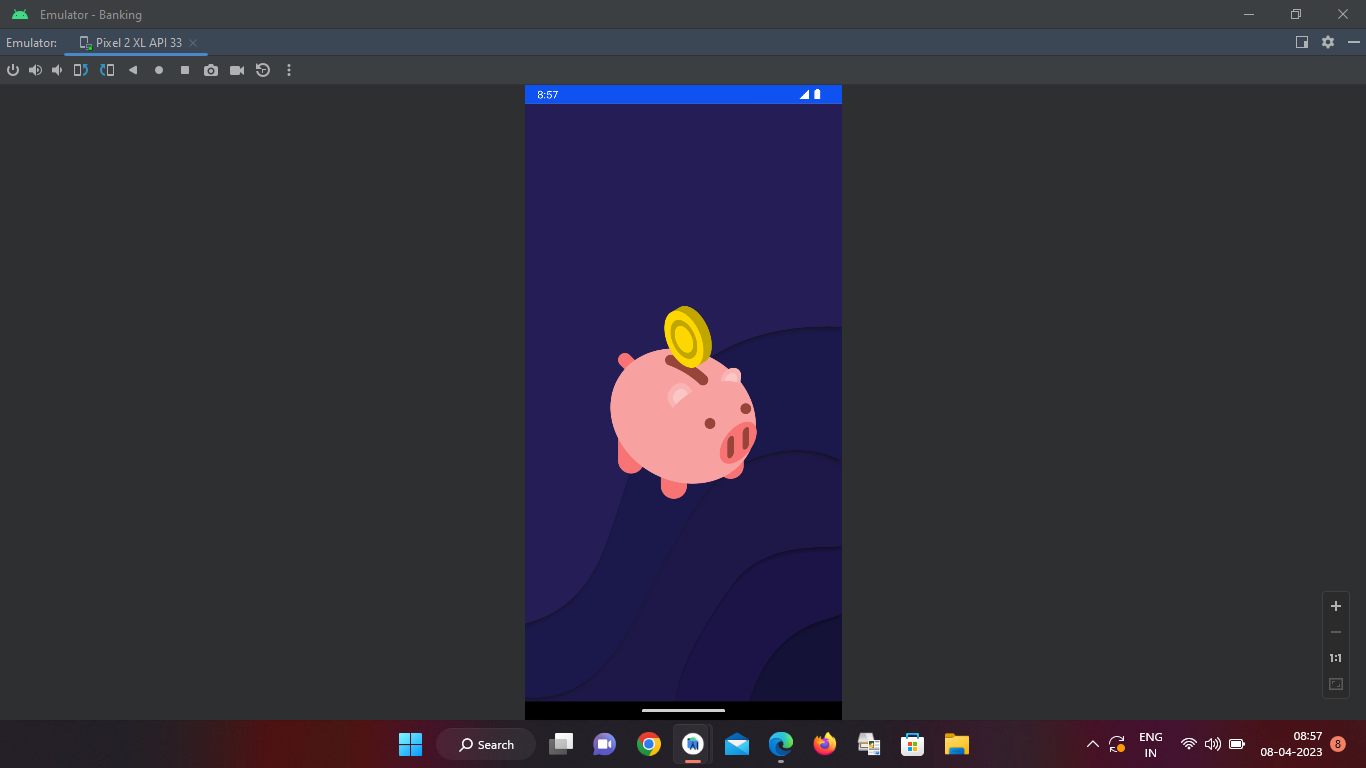 Emulator - Banking
Emulator:
Pixel 2 XL API 33
8:57
1:1
Search
ENG
IN
08:57
08-04-2023
8